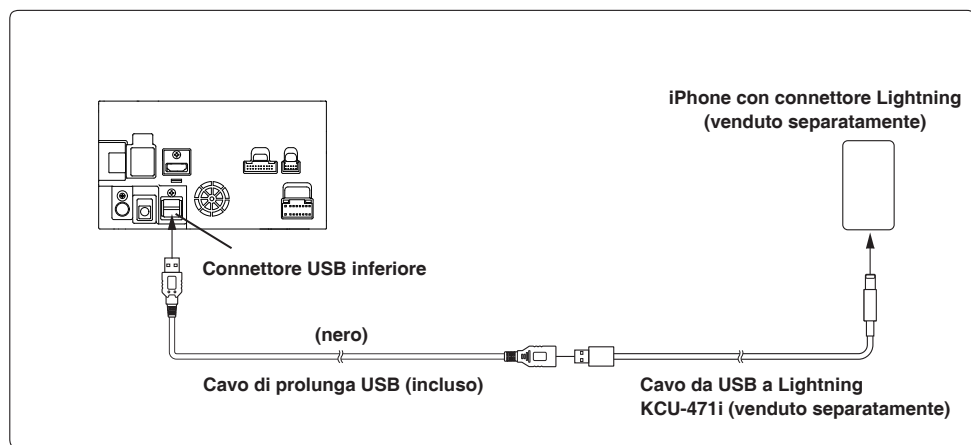 iPhone con connettore Lightning
(venduto separatamente)
Connettore USB inferiore
(nero)
Cavo di prolunga USB (incluso)
Cavo da USB a Lightning
KCU-471i (venduto separatamente)